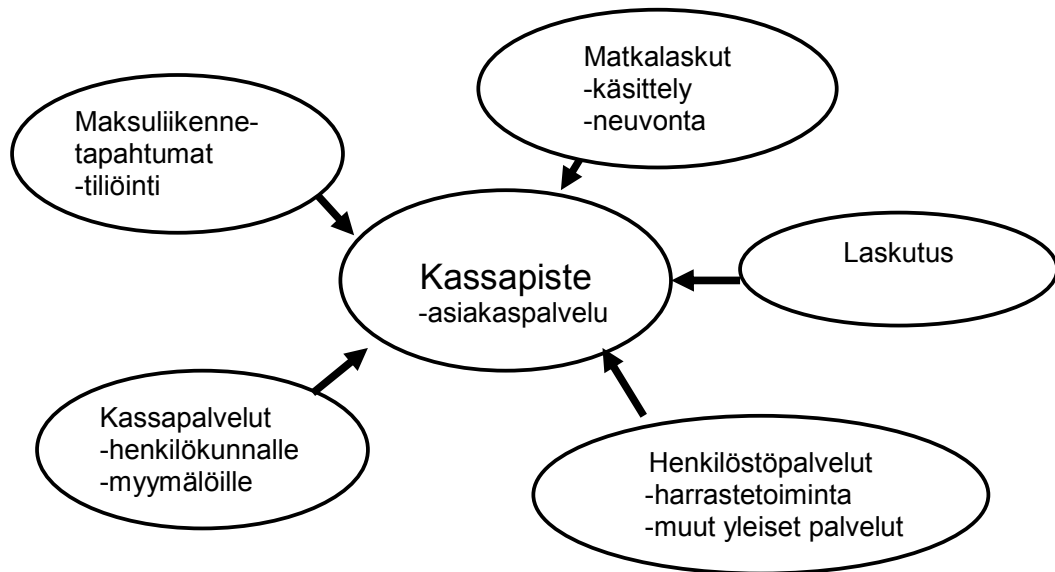 Matkalaskut
-käsittely
-neuvonta
Maksuliikenne-
tapahtumat
-tiliöinti
Laskutus
Kassapiste
-asiakaspalvelu
Kassapalvelut
-henkilökunnalle
-myymälöille
Henkilöstöpalvelut
-harrastetoiminta
-muut yleiset palvelut